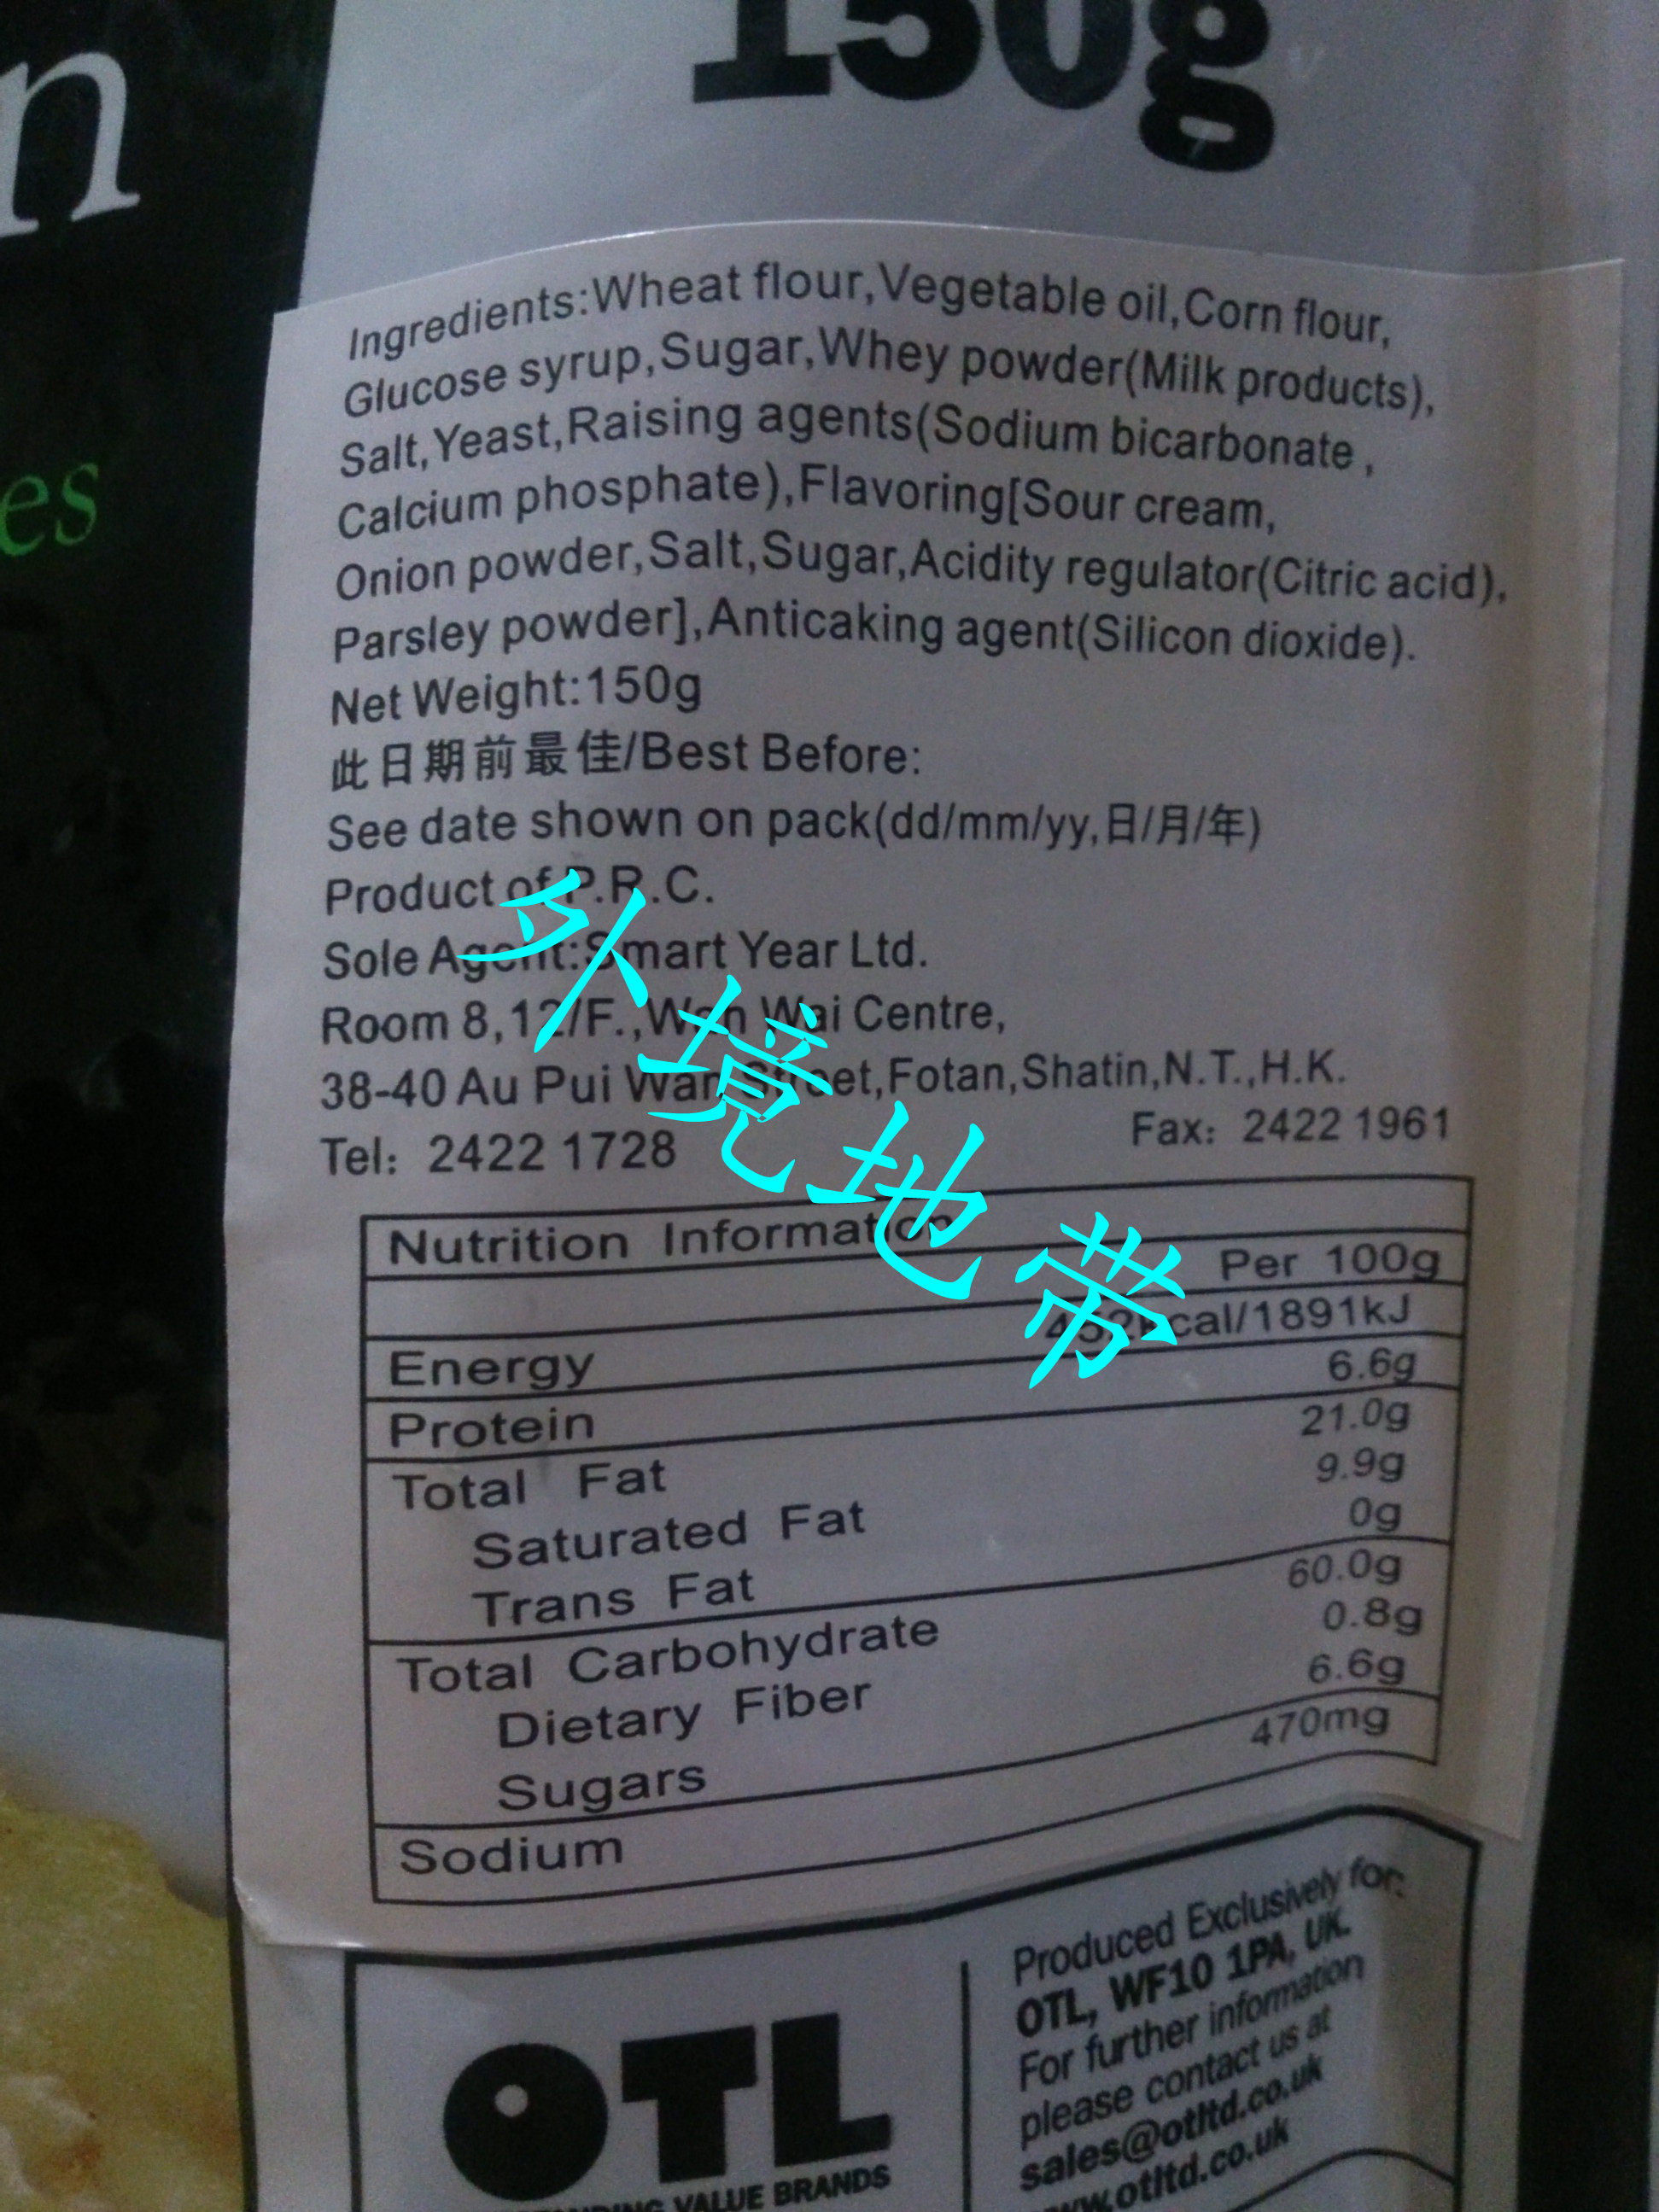 150g
n
es
Ingredients:Wheat flour,Vegetable oil,Corn flour,
Glucose syrup,Sugar,Whey powder(Milk products),
Salt,Yeast,Raising agents(Sodium bicarbonate ,
Calcium phosphate),Flavoring[Sour cream,
Onion powder,Salt,Sugar,Acidity regulator(Citric acid),
Parsley powder],Anticaking agent(Silicon dioxide).
Net Weight:150g
此日期前最佳/Best Before:
See date shown on pack(dd/mm/yy,日/月/年)
Product of P.R.C.
Sole Agent:Smart Year Ltd.
Room 8,12/F.,Wah Wai Centre,
38-40 Au Pui Wan Street,Fotan,Shatin,N.T.,H.K.
Tel: 2422 1728 Fax: 2422 1961
外境地带
Nutrition Information
Per 100g
Energy 452kcal/1891kJ
Protein 6.6g
Total Fat 21.0g
Saturated Fat 9.9g
Trans Fat 0g
Total Carbohydrate 60.0g
Dietary Fiber 0.8g
Sugars 6.6g
Sodium 470mg
OTL
VALUE BRANDS
Produced Exclusively for:
OTL, WF10 1PA, UK.
For further information
please contact us at
sales@otltd.co.uk
www.otltd.co.uk